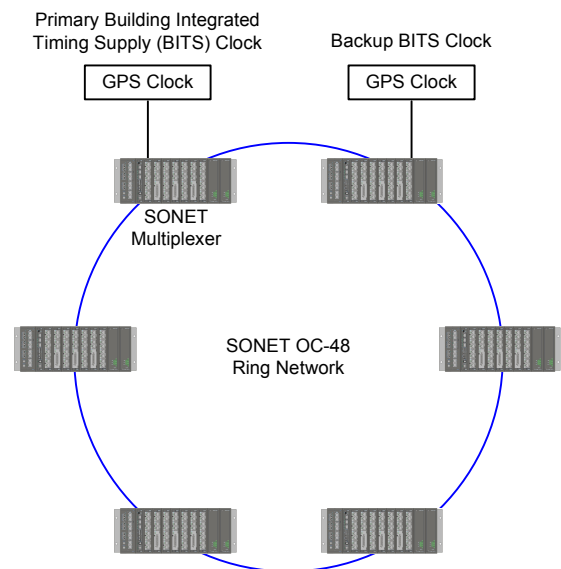 Primary Building Integrated
Timing Supply (BITS) Clock
Backup BITS Clock
GPS Clock
GPS Clock
SONET
Multiplexer
SONET OC-48
Ring Network